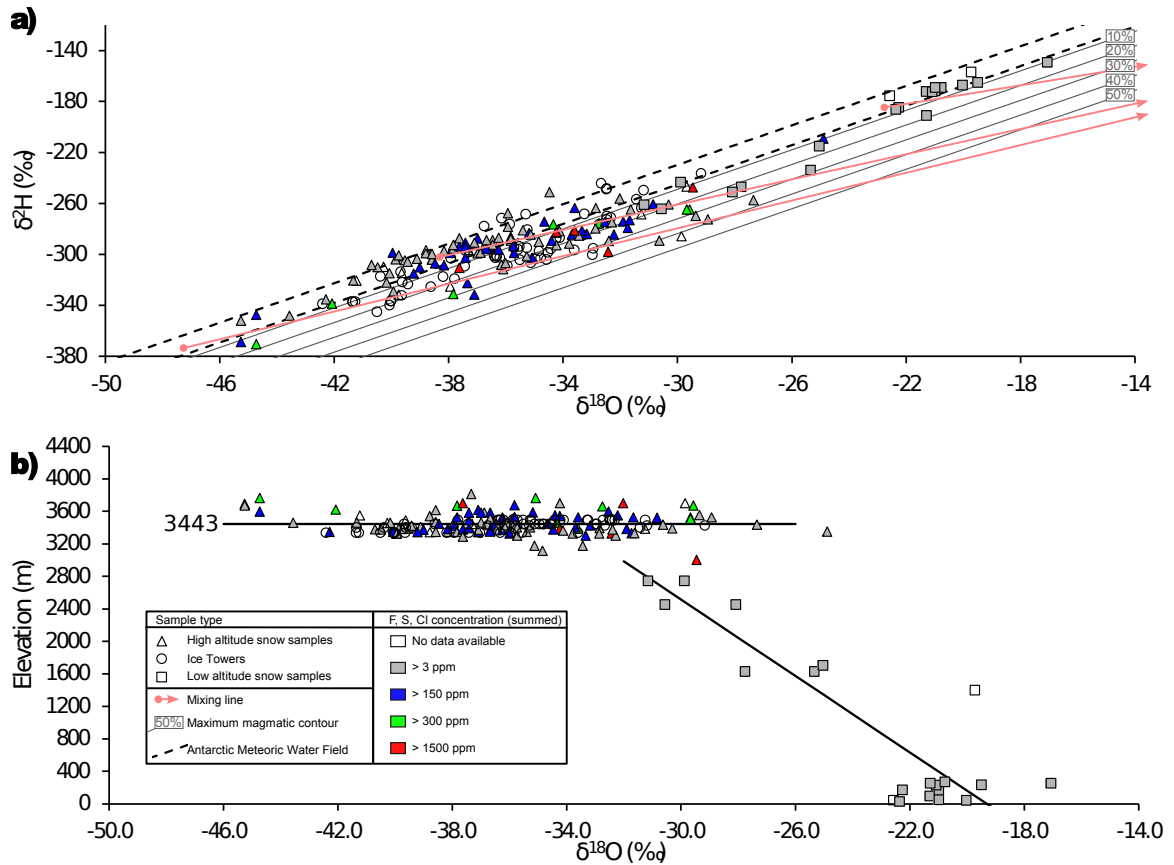 a)
-140
-180
-220
-260
-300
-340
-380
δ²H (‰)
10%
20%
30%
40%
50%
-50
-46
-42
-38
-34
-30
-26
-22
-18
-14
δ¹⁸O (‰)
b)
4400
4000
3600
3200
2800
2400
2000
1600
1200
800
400
0
Elevation (m)
3443
Sample type
High altitude snow samples
Ice Towers
Low altitude snow samples
Mixing line
50% Maximum magmatic contour
Antarctic Meteoric Water Field
F, S, Cl concentration (summed)
No data available
> 3 ppm
> 150 ppm
> 300 ppm
> 1500 ppm
-50.0
-46.0
-42.0
-38.0
-34.0
-30.0
-26.0
-22.0
-18.0
-14.0
δ¹⁸O (‰)